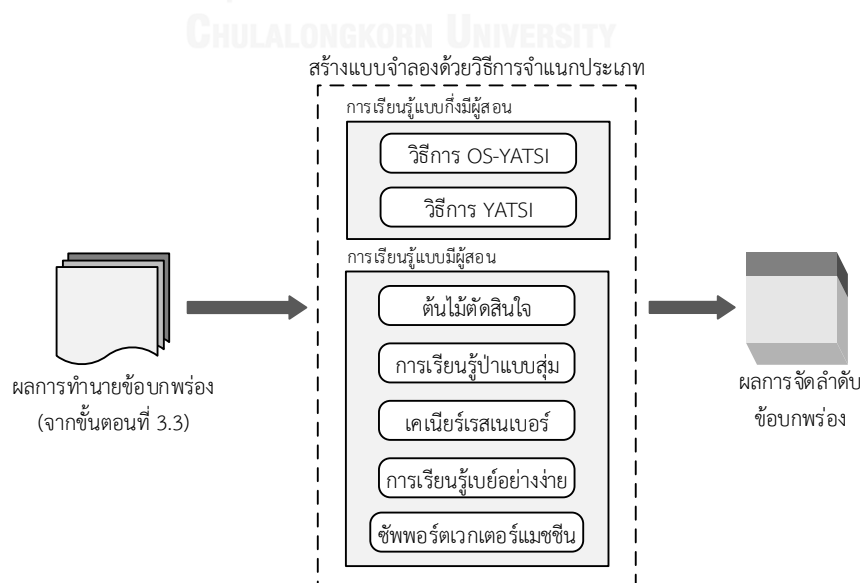 CHULALONGKORN UNIVERSITY
สร้างแบบจำลองด้วยวิธีการจำแนกประเภท
การเรียนรู้แบบกึ่งมีผู้สอน
วิธีการ OS-YATSI
วิธีการ YATSI
การเรียนรู้แบบมีผู้สอน
ต้นไม้ตัดสินใจ
การเรียนรู้ป่าแบบสุ่ม
เคเนียร์เรสเนเบอร์
การเรียนรู้เบย์อย่างง่าย
ซัพพอร์ตเวกเตอร์แมชชีน
ผลการทำนายข้อบกพร่อง
(จากขั้นตอนที่ 3.3)
ผลการจัดลำดับ
ข้อบกพร่อง